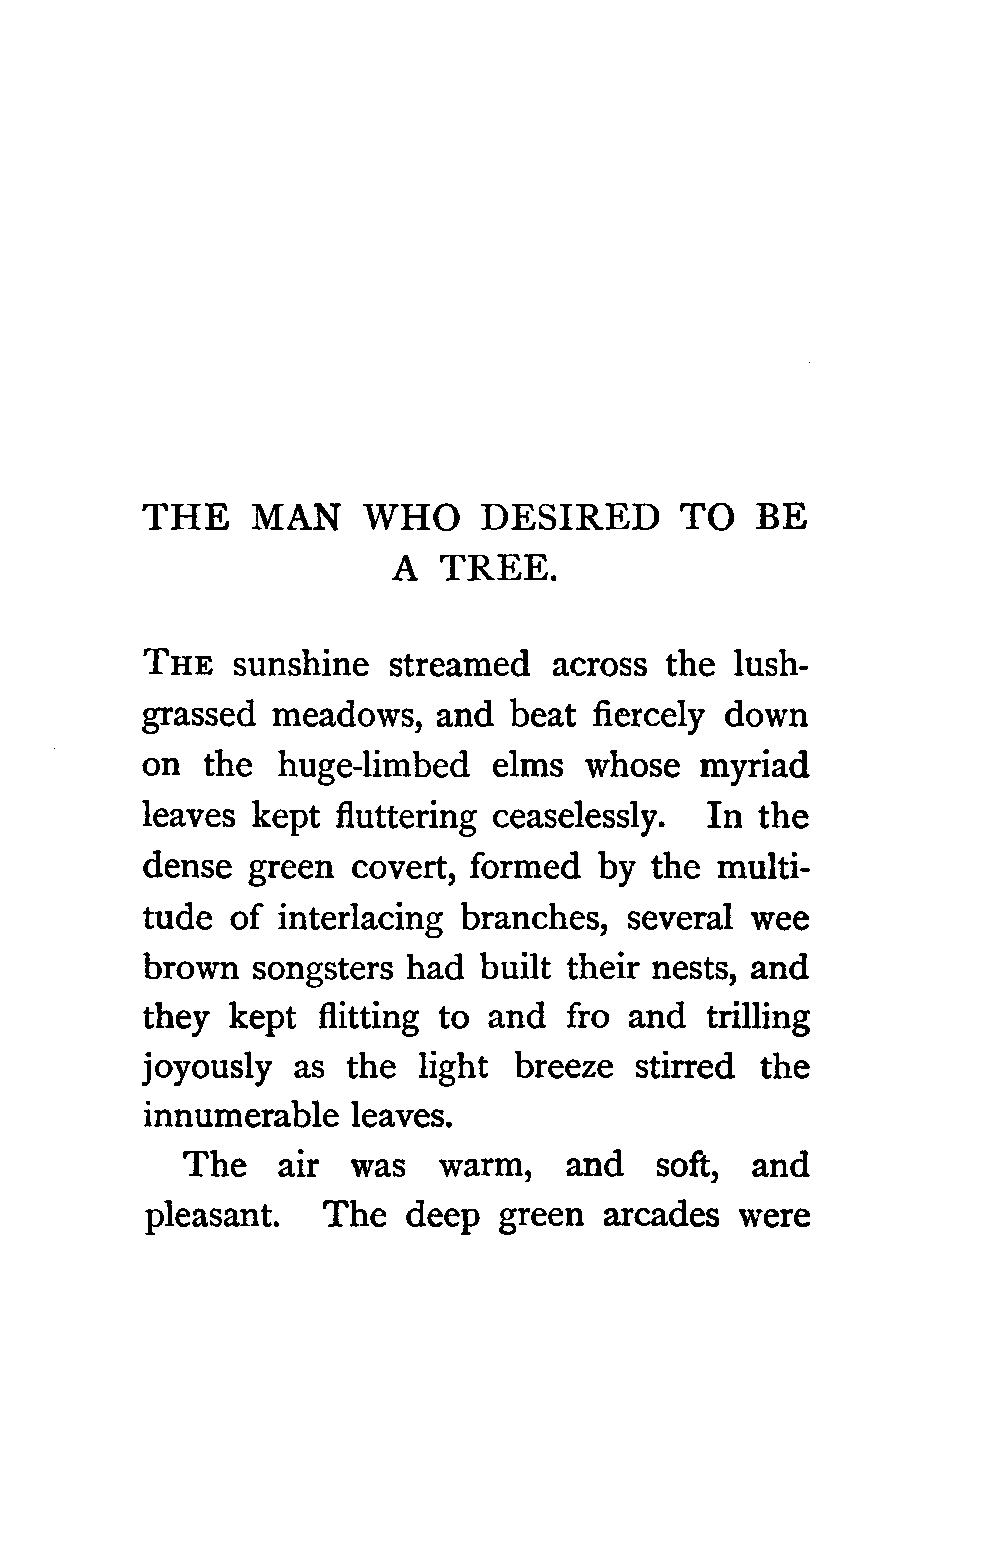 THE MAN WHO DESIRED TO BE
A TREE.
THE sunshine streamed across the lush-
grassed meadows, and beat fiercely down
on the huge-limbed elms whose myriad
leaves kept fluttering ceaselessly. In the
dense green covert, formed by the multi-
tude of interlacing branches, several wee
brown songsters had built their nests, and
they kept flitting to and fro and trilling
joyously as the light breeze stirred the
innumerable leaves.
The air was warm, and soft, and
pleasant. The deep green arcades were